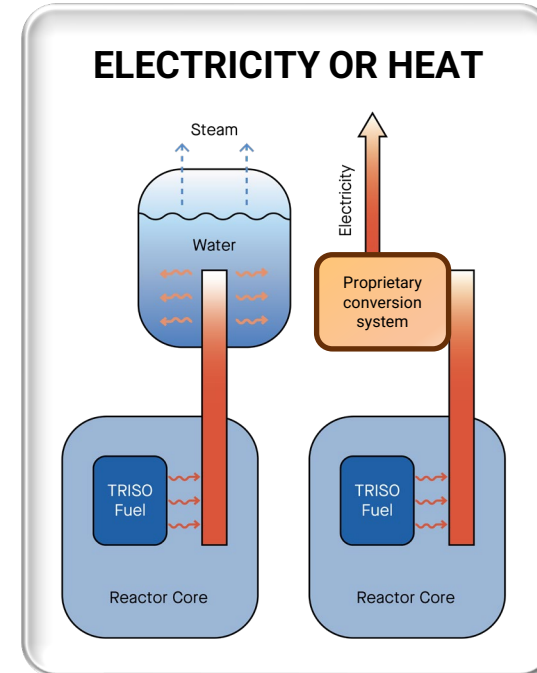 ELECTRICITY OR HEAT
Steam
Water
TRISO
Fuel
Reactor Core
Electricity
Proprietary
conversion
system
TRISO
Fuel
Reactor Core